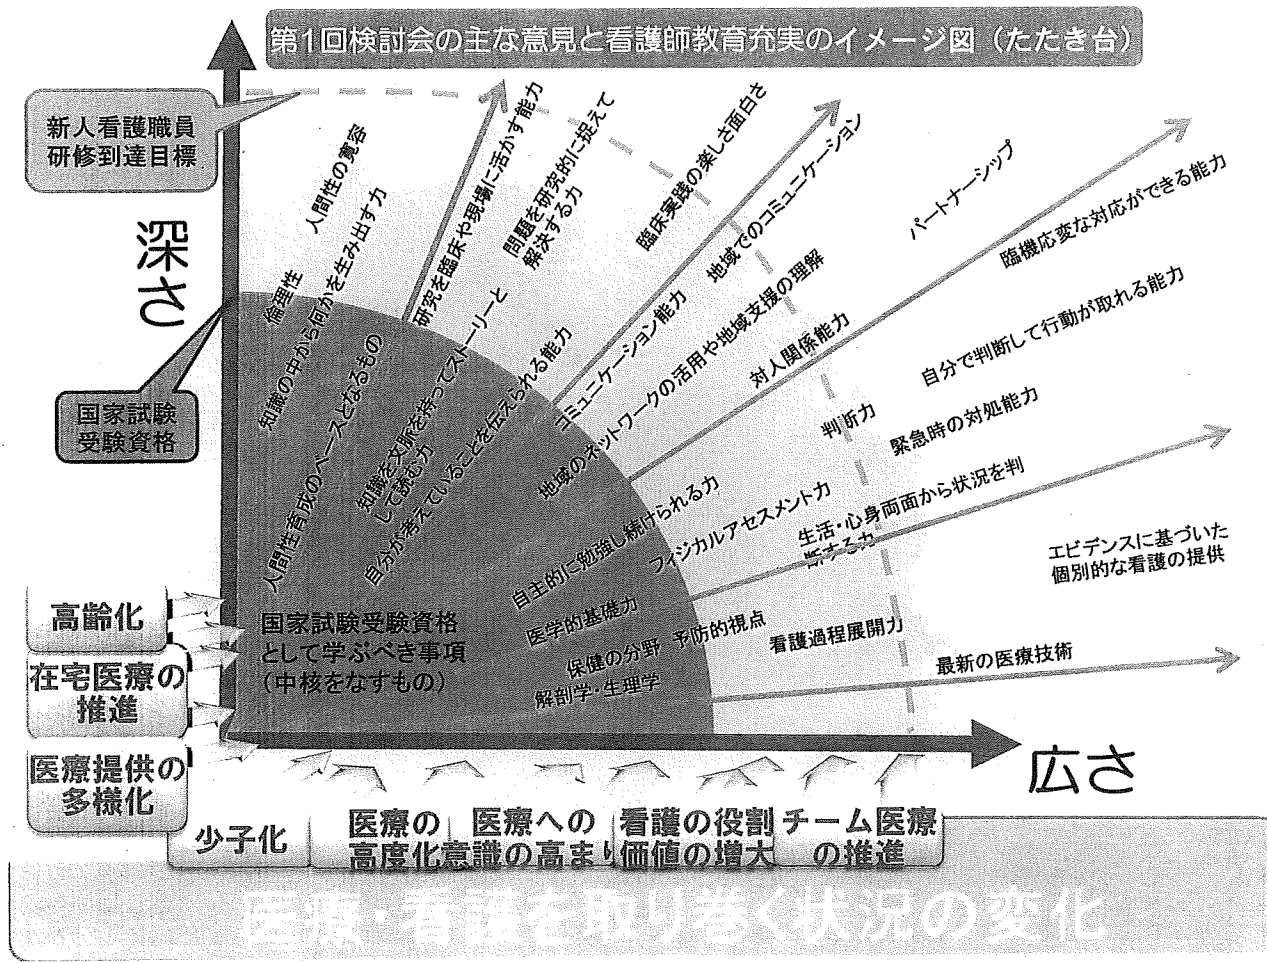 第1回検討会の主な意見と看護師教育充実のイメージ図（たたき台）
新人看護職員
研修到達目標
深さ
国家試験
受験資格
人間性の寛容
倫理性
知識の中から何かを生み出す力
人間性育成のベースとなるもの
研究を臨床や現場に活かす能力
問題を研究的に捉えて
解決する力
知識を文脈を持ってストーリーと
して読む力
自分が考えていることを伝えられる能力
臨床実践の楽しさ面白さ
コミュニケーション能力
地域でのコミュニケーション
地域のネットワークの活用や地域支援の理解
対人関係能力
パートナーシップ
臨機応変な対応ができる能力
自分で判断して行動が取れる能力
判断力
緊急時の対処能力
自主的に勉強し続けられる力
フィジカルアセスメント力
生活・心身両面から状況を判
断する力
エビデンスに基づいた
個別的な看護の提供
医学的基礎力
予防的視点
保健の分野
看護過程展開力
解剖学・生理学
最新の医療技術
国家試験受験資格
として学ぶべき事項
（中核をなすもの）
高齢化
在宅医療の
推進
医療提供の
多様化
広さ
少子化
医療の
高度化
医療への
意識の高まり
看護の役割
価値の増大
チーム医療
の推進
医療・看護を取り巻く状況の変化